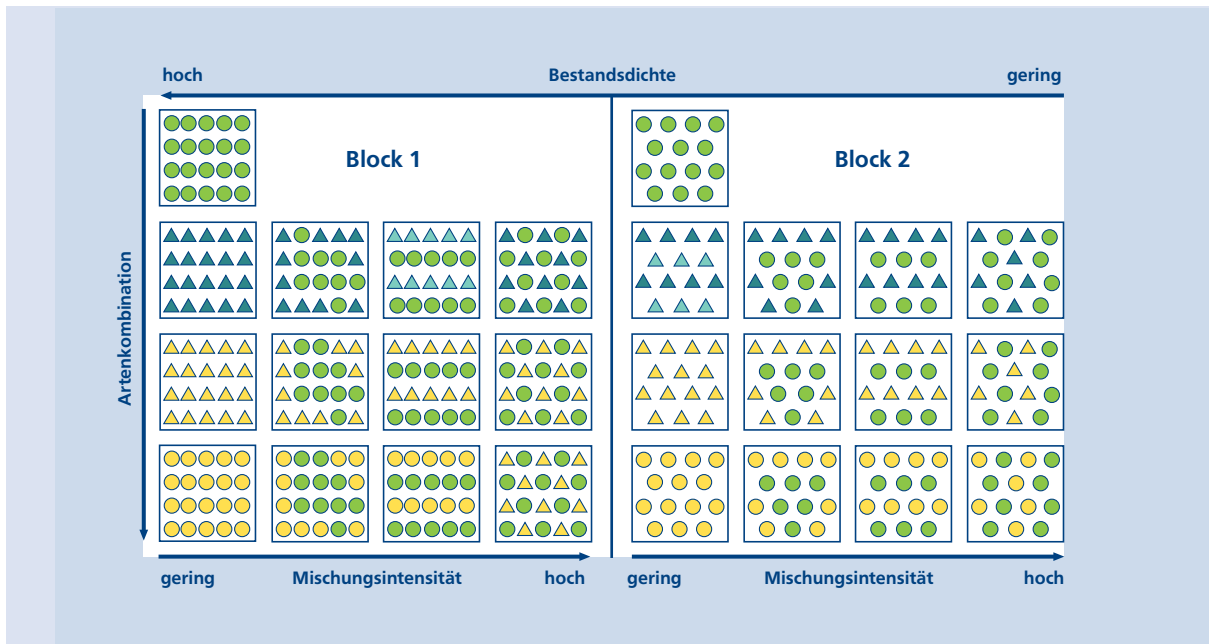 hoch Bestandsdichte gering
Block 1 Block 2
Artenkombination
gering Mischungsintensität hoch gering Mischungsintensität hoch